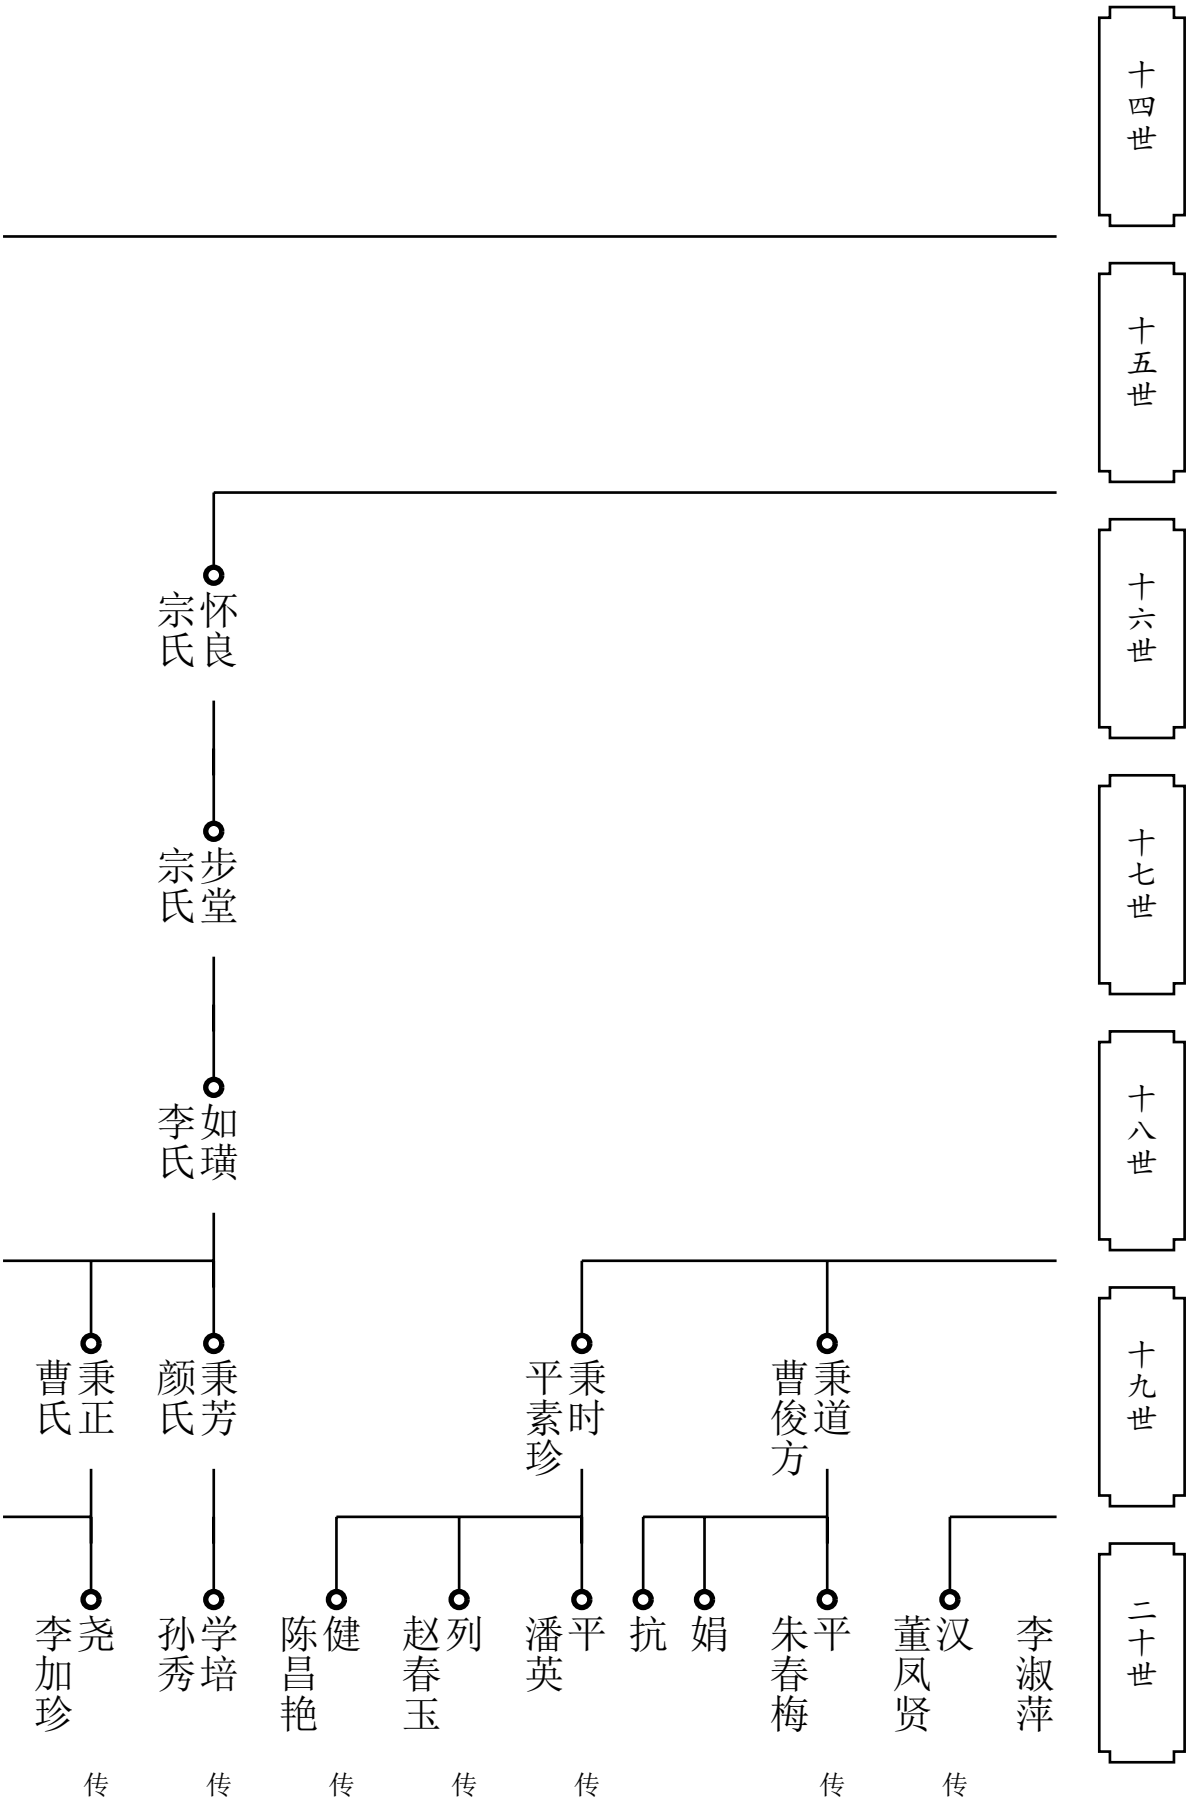 十四世
十五世
十六世
怀良
宗氏
十七世
步堂
宗氏
十八世
如璜
李氏
十九世
秉道
曹俊方
秉时
平素珍
秉芳
颜氏
秉正
曹氏
二十世
李淑萍
汉
董凤贤
平
朱春梅
娟
抗
平
潘英
列
赵春玉
健
陈昌艳
学培
孙秀
尧
李加珍
传
传
传
传
传
传
传